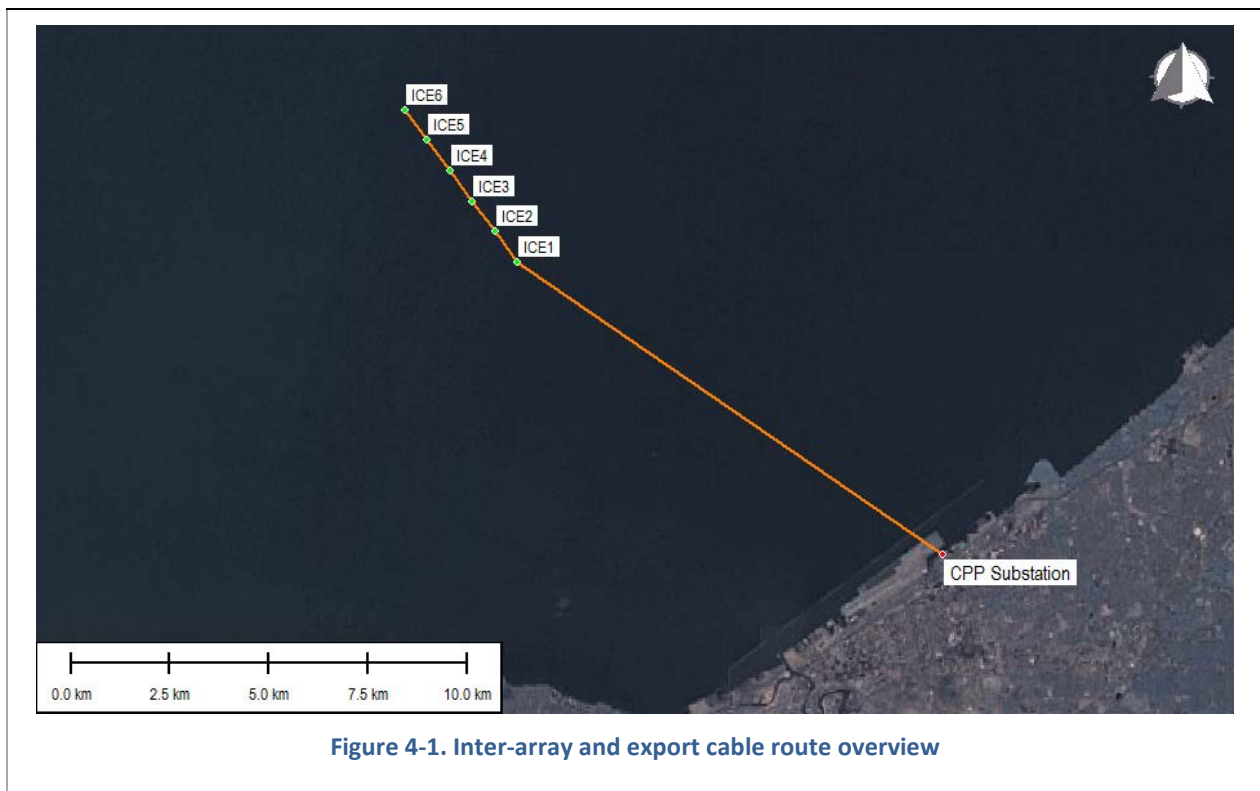 ICE6
ICE5
ICE4
ICE3
ICE2
ICE1
CPP Substation
0.0 km 2.5 km 5.0 km 7.5 km 10.0 km
Figure 4-1. Inter-array and export cable route overview